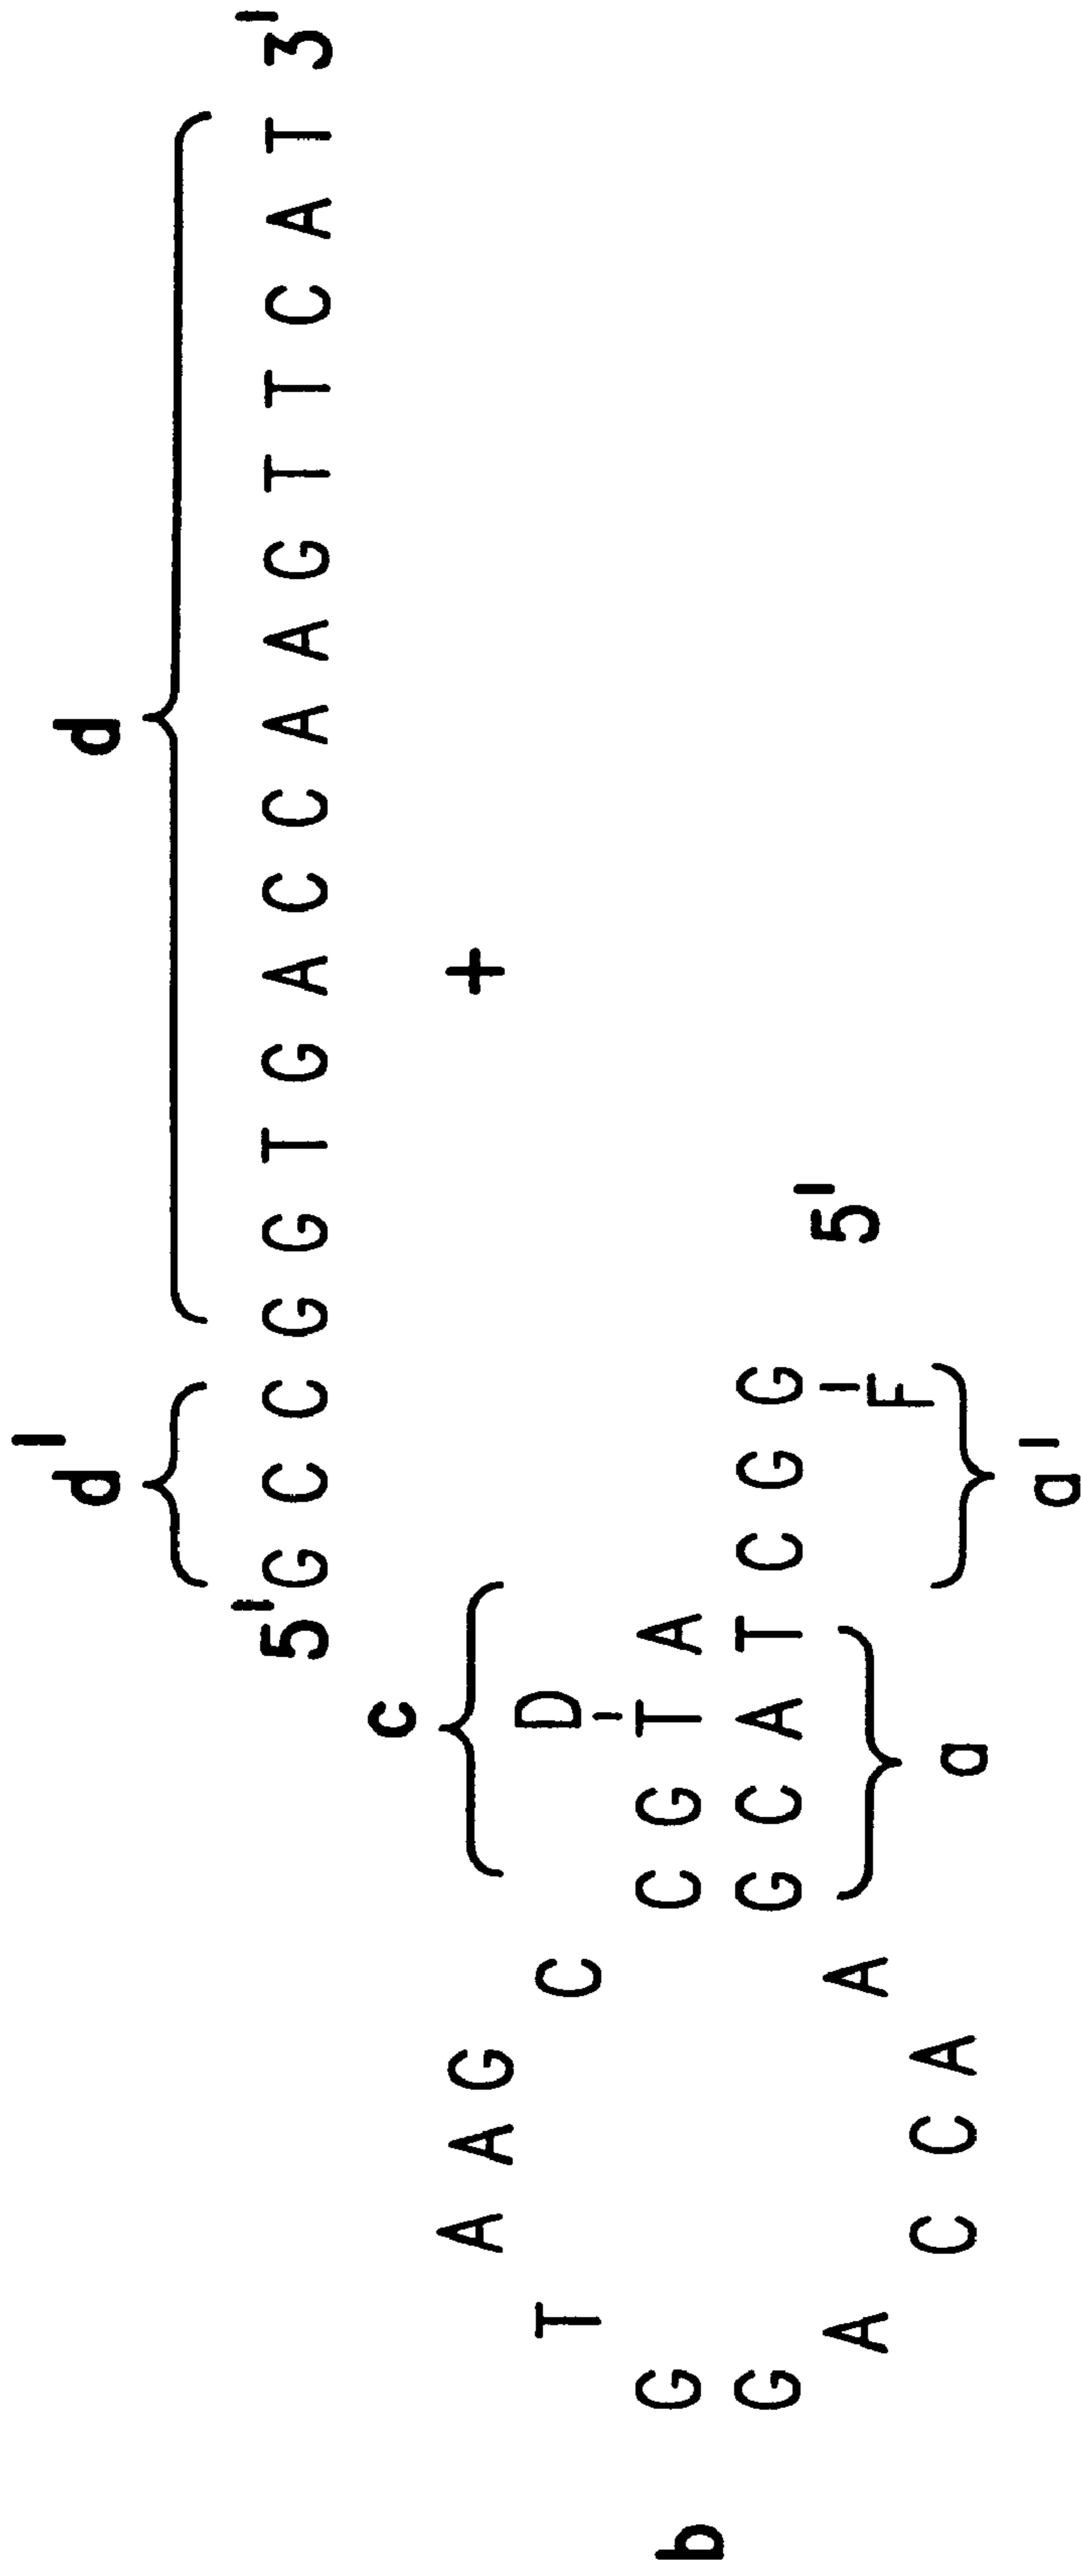 d' d
5' G C C G G T G A C C A A G T T C A T 3'
c
A A G +
T C D
b G C G T A
G G C A T C G G
A A 5'
F
C C A a
a'